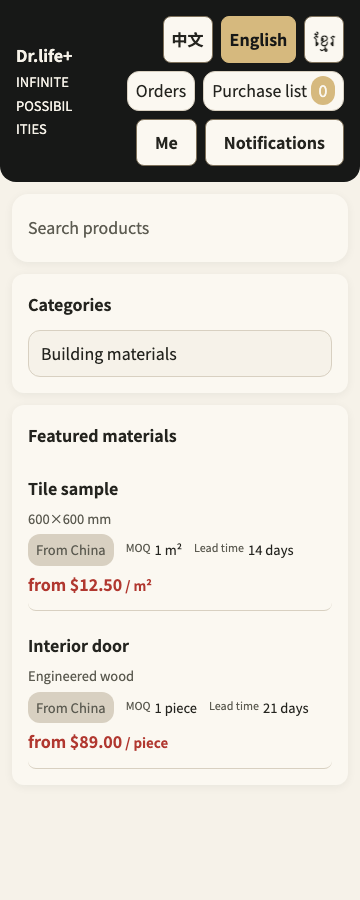 Dr.life+
INFINITE
POSSIBIL
ITIES
中文
English
ខ្មែរ
Orders
Purchase list 0
Me
Notifications
Search products
Categories
Building materials
Featured materials
Tile sample
600×600 mm
From China MOQ 1 m² Lead time 14 days
from $12.50 / m²
Interior door
Engineered wood
From China MOQ 1 piece Lead time 21 days
from $89.00 / piece